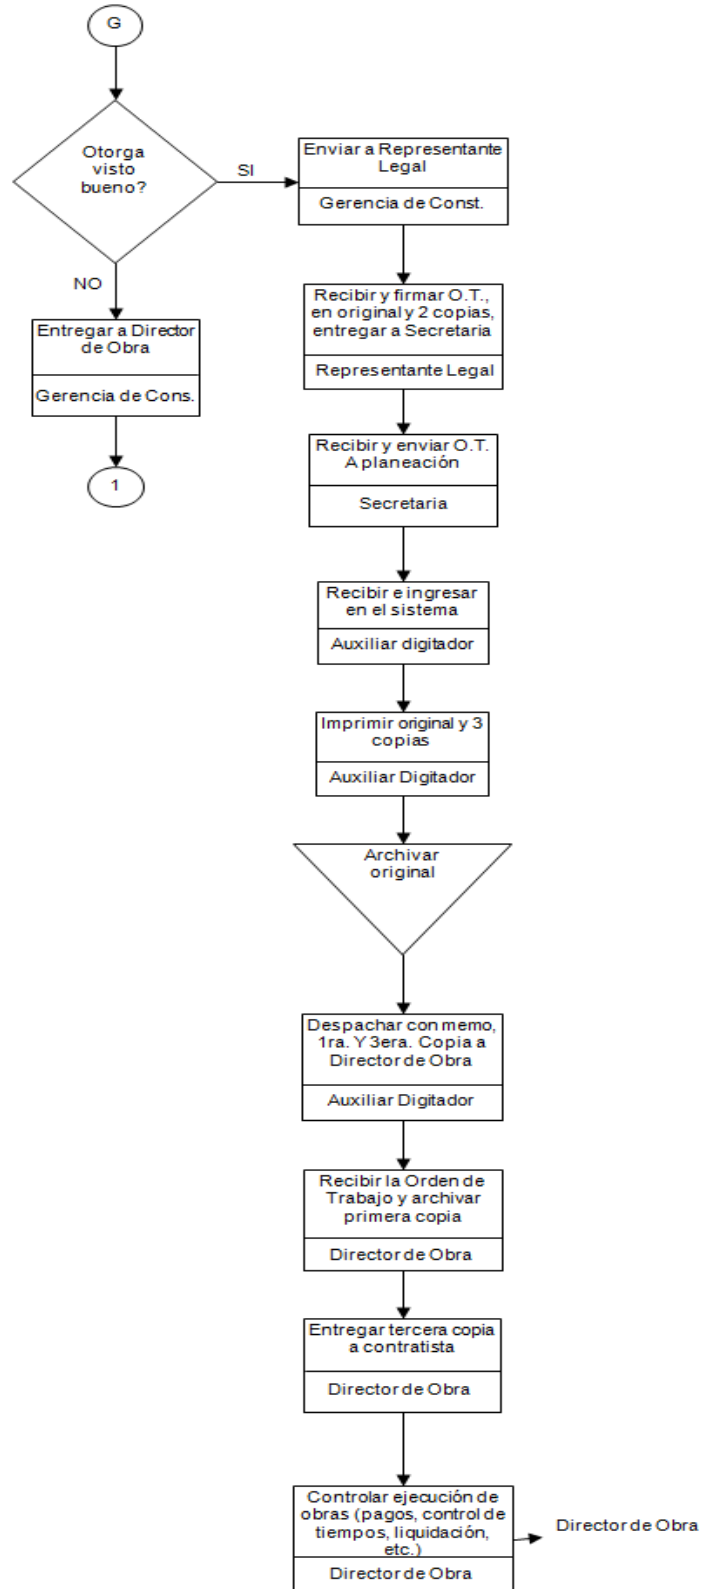 G
Otorga
visto
bueno?
SI
NO
Entregar a Director
de Obra
Gerencia de Cons.
1
Enviar a Representante
Legal
Gerencia de Const.
Recibir y firmar O.T.,
en original y 2 copias,
entregar a Secretaria
Representante Legal
Recibir y enviar O.T.
A planeación
Secretaria
Recibir e ingresar
en el sistema
Auxiliar digitador
Imprimir original y 3
copias
Auxiliar Digitador
Archivar
original
Despachar con memo,
1ra. Y 3era. Copia a
Director de Obra
Auxiliar Digitador
Recibir la Orden de
Trabajo y archivar
primera copia
Director de Obra
Entregar tercera copia
a contratista
Director de Obra
Controlar ejecución de
obras (pagos, control de
tiempos, liquidación,
etc.)
Director de Obra
Director de Obra